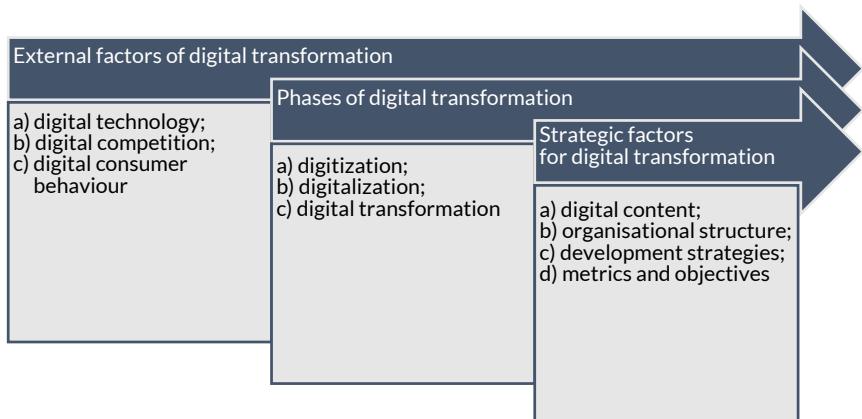 External factors of digital transformation
a) digital technology;
b) digital competition;
c) digital consumer
behaviour
Phases of digital transformation
a) digitization;
b) digitalization;
c) digital transformation
Strategic factors
for digital transformation
a) digital content;
b) organisational structure;
c) development strategies;
d) metrics and objectives